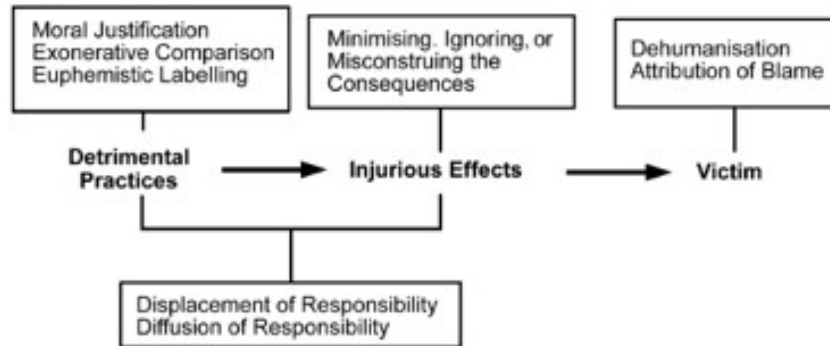 Moral Justification
Exonerative Comparison
Euphemistic Labelling
Minimising. Ignoring, or
Misconstruing the
Consequences
Dehumanisation
Attribution of Blame
Detrimental
Practices
Injurious Effects
Victim
Displacement of Responsibility
Diffusion of Responsibility